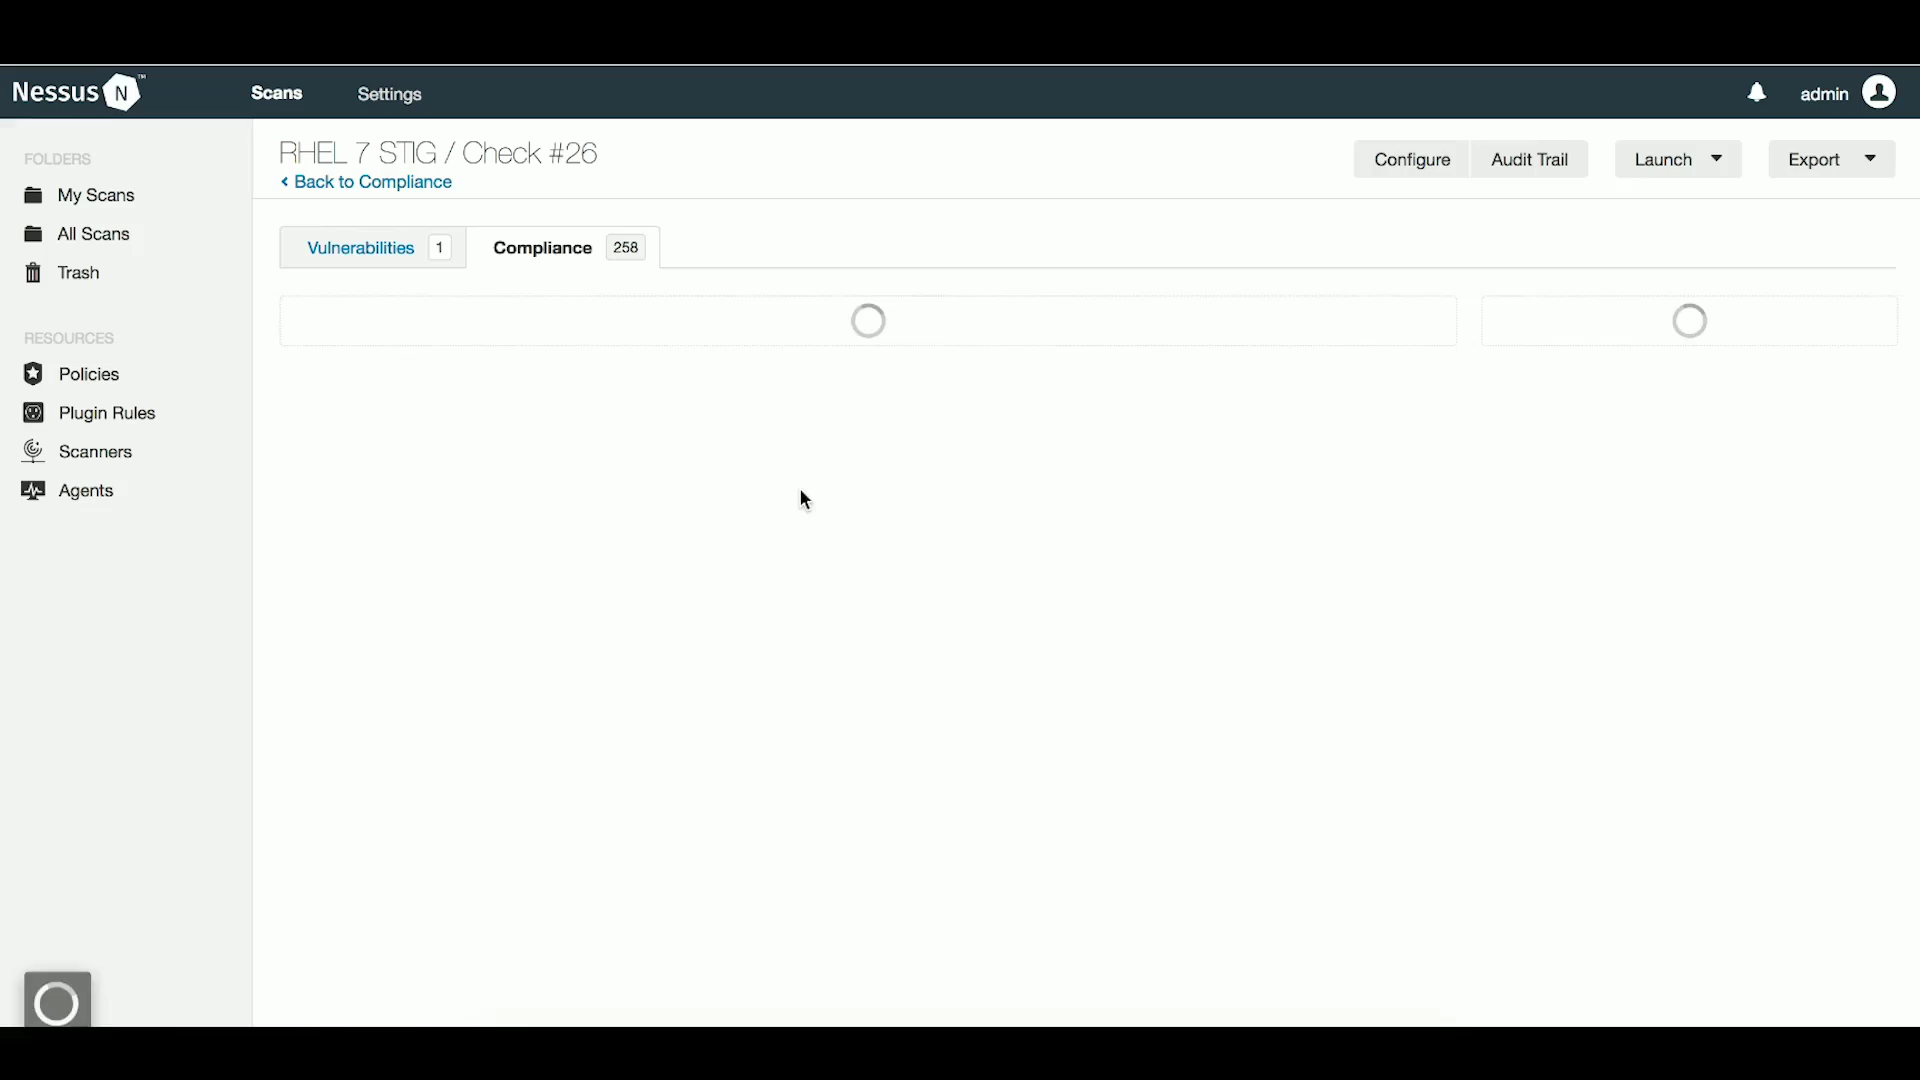 Nessus N ™
Scans
Settings
admin
FOLDERS
My Scans
All Scans
Trash
RESOURCES
Policies
Plugin Rules
Scanners
Agents
RHEL 7 STIG / Check #26
Back to Compliance
Configure
Audit Trail
Launch
Export
Vulnerabilities 1
Compliance 258